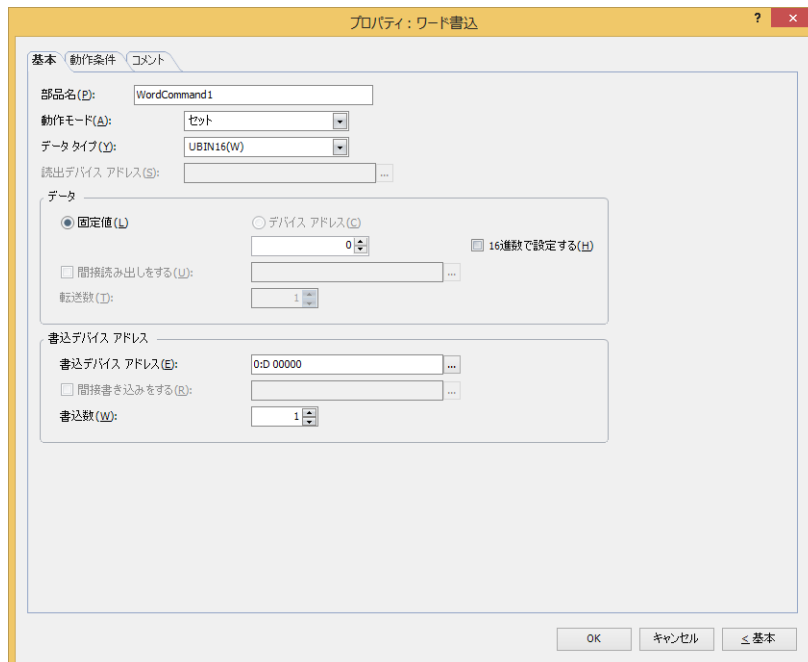 プロパティ：ワード書込
? ×
基本 動作条件 コメント
部品名(P): WordCommand1
動作モード(A): セット
データ タイプ(Y): UBIN16(W)
読出デバイス アドレス(S): ...
データ
固定値(L) デバイス アドレス(C)
0 16進数で設定する(H)
間接読み出しをする(U): ...
転送数(T): 1
書込デバイス アドレス
書込デバイス アドレス(E): 0:D 00000 ...
間接書き込みをする(R): ...
書込数(W): 1
OK キャンセル < 基本